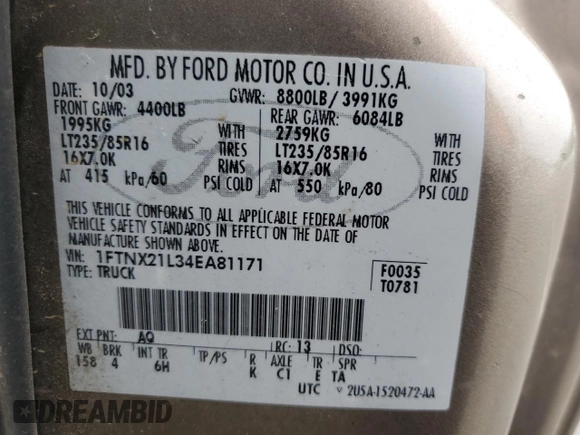 MFD. BY FORD MOTOR CO. IN U.S.A.
DATE: 10/03 GVWR: 8800LB/ 3991KG
FRONT GAWR: 4400LB REAR GAWR: 6084LB
1995KG WITH 2759KG WITH
LT235/85R16 TIRES LT235/85R16 TIRES
16X7.0K RIMS 16X7.0K RIMS
AT 415 kPa/60 PSI COLD AT 550 kPa/80 PSI COLD
Ford
THIS VEHICLE CONFORMS TO ALL APPLICABLE FEDERAL MOTOR
VEHICLE SAFETY STANDARDS IN EFFECT ON THE DATE OF
MANUFACTURE SHOWN ABOVE.
VIN: 1FTNX21L34EA81171 F0035
TYPE: TRUCK T0781
EXT PNT: AQ RC: 13 DSO:
WB BRK INT TR TP/PS R AXLE TR SPR
158 4 6H K C1 E TA
UTC V 2U5A-1520472-AA
DREAMBID